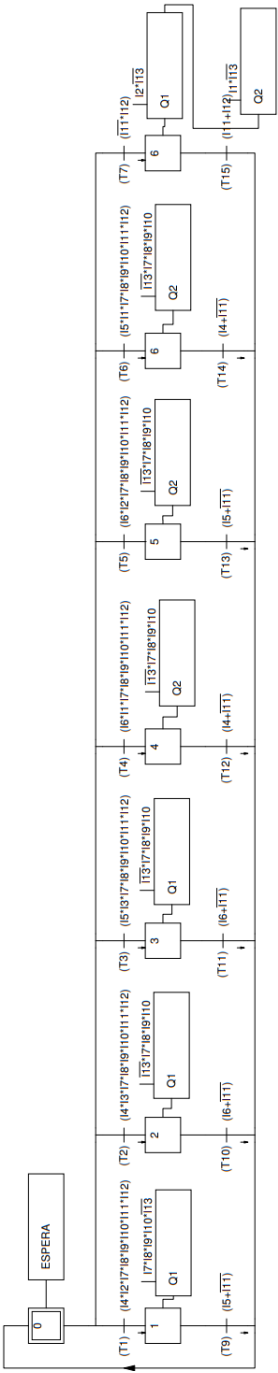 0
ESPERA
(T1)
(I4*I2*I7*I8*I9*I10*I11*I12)
(T2)
(I4*I3*I7*I8*I9*I10*I11*I12)
(T3)
(I5*I3*I7*I8*I9*I10*I11*I12)
(T4)
(I6*I1*I7*I8*I9*I10*I11*I12)
(T5)
(I6*I2*I7*I8*I9*I10*I11*I12)
(T6)
(I5*I1*I7*I8*I9*I10*I11*I12)
(T7)
(I11*I12)
I7*I8*I9*I10*I13
I13*I7*I8*I9*I10
I13*I7*I8*I9*I10
I13*I7*I8*I9*I10
I13*I7*I8*I9*I10
I13*I7*I8*I9*I10
I2*I13
1
Q1
2
Q1
3
Q1
4
Q2
5
Q2
6
Q2
6
Q1
(T9)
(I5+I11)
(T10)
(I6+I11)
(T11)
(I6+I11)
(T12)
(I4+I11)
(T13)
(I5+I11)
(T14)
(I4+I11)
(T15)
(I11+I12)
I1*I13
Q2